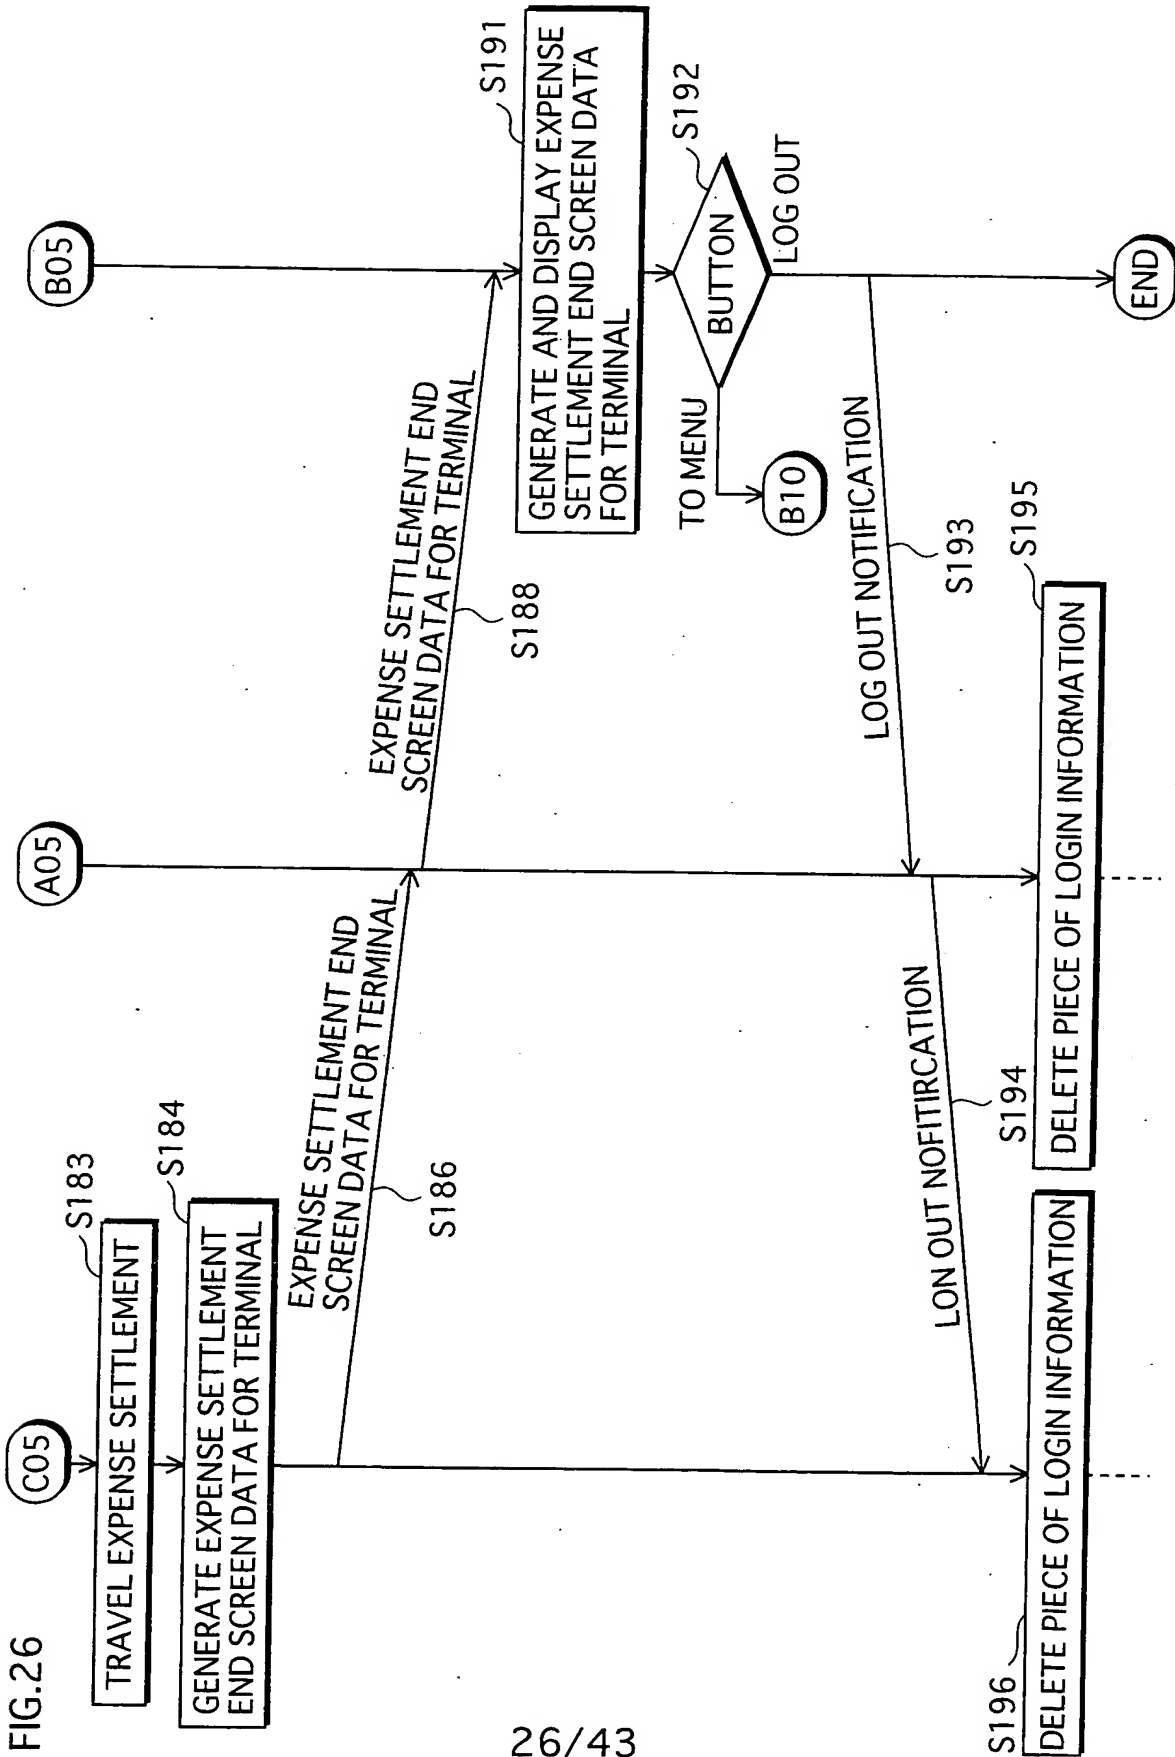 FIG.26
C05
A05
B05
TRAVEL EXPENSE SETTLEMENT
S183
GENERATE EXPENSE SETTLEMENT
END SCREEN DATA FOR TERMINAL
S184
EXPENSE SETTLEMENT END
SCREEN DATA FOR TERMINAL
S186
EXPENSE SETTLEMENT END
SCREEN DATA FOR TERMINAL
S188
GENERATE AND DISPLAY EXPENSE
SETTLEMENT END SCREEN DATA
FOR TERMINAL
S191
BUTTON
S192
TO MENU
B10
LOG OUT
LOG OUT NOTIFICATION
S193
LON OUT NOFITIRCATION
S194
DELETE PIECE OF LOGIN INFORMATION
S195
S196
DELETE PIECE OF LOGIN INFORMATION
END
26/43